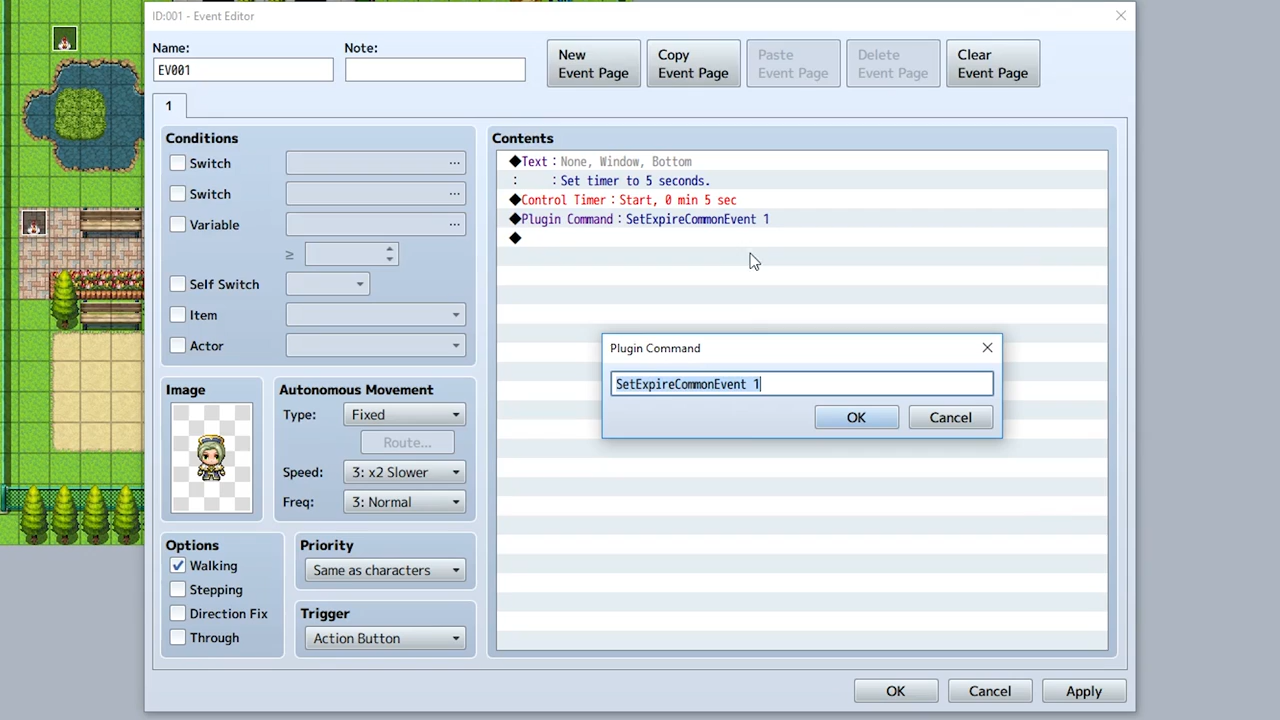 ID:001 - Event Editor
Name:
Note:
EV001
New
Event Page
Copy
Event Page
Paste
Event Page
Delete
Event Page
Clear
Event Page
1
Conditions
Switch
...
Switch
...
Variable
...
≥
Self Switch
Item
Actor
Image
Autonomous Movement
Type:
Fixed
Route...
Speed:
3: x2 Slower
Freq:
3: Normal
Options
Walking
Stepping
Direction Fix
Through
Priority
Same as characters
Trigger
Action Button
Contents
◆Text：None, Window, Bottom
：    ：Set timer to 5 seconds.
◆Control Timer：Start, 0 min 5 sec
◆Plugin Command：SetExpireCommonEvent 1
◆
Plugin Command
SetExpireCommonEvent 1
OK
Cancel
OK
Cancel
Apply